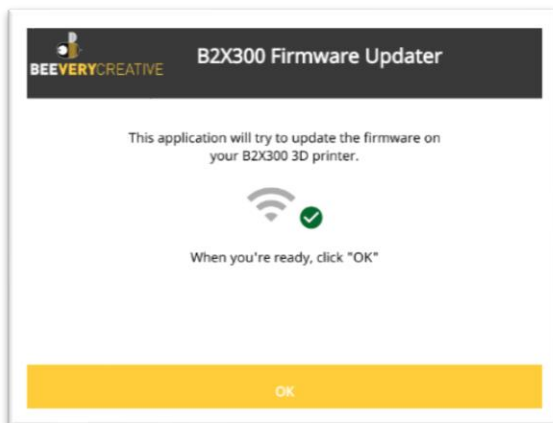 BEEVERYCREATIVE
B2X300 Firmware Updater
This application will try to update the firmware on
your B2X300 3D printer.
When you're ready, click "OK"
OK